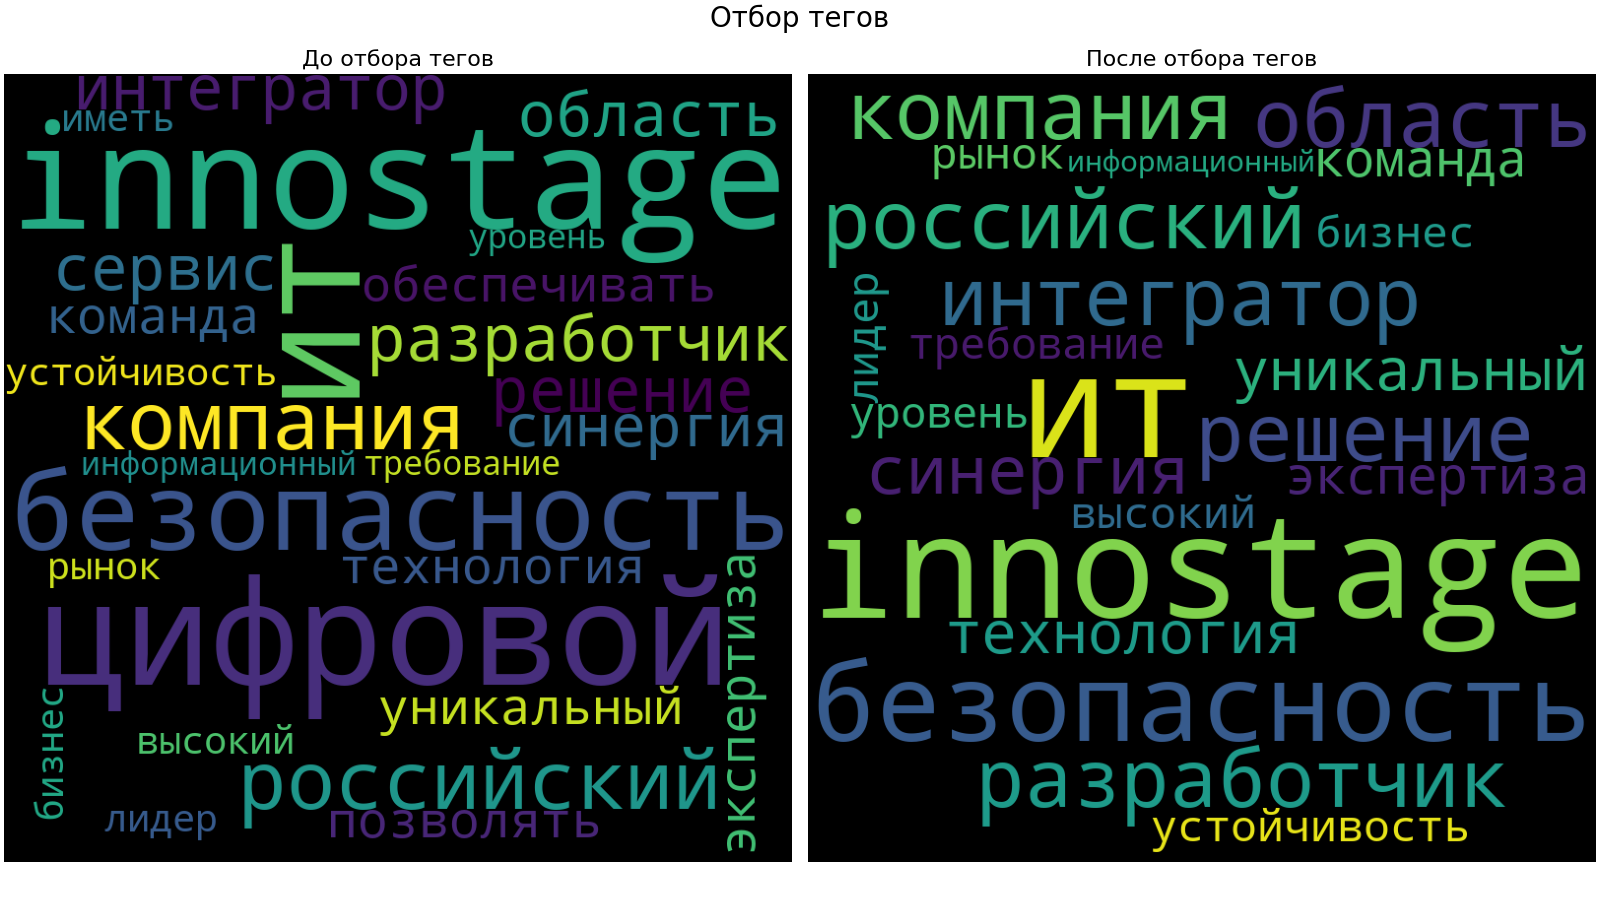 Отбор тегов
До отбора тегов
интегратор
иметь
область
innostage
уровень
сервис
ИТ
обеспечивать
команда
разработчик
устойчивость
решение
компания
синергия
информационный
требование
безопасность
рынок
технология
экспертиза
цифровой
бизнес
уникальный
высокий
российский
лидер
позволять
После отбора тегов
компания
область
рынок
информационный
команда
российский
бизнес
лидер
интегратор
требование
уникальный
ИТ
уровень
решение
синергия
экспертиза
высокий
innostage
технология
безопасность
разработчик
устойчивость